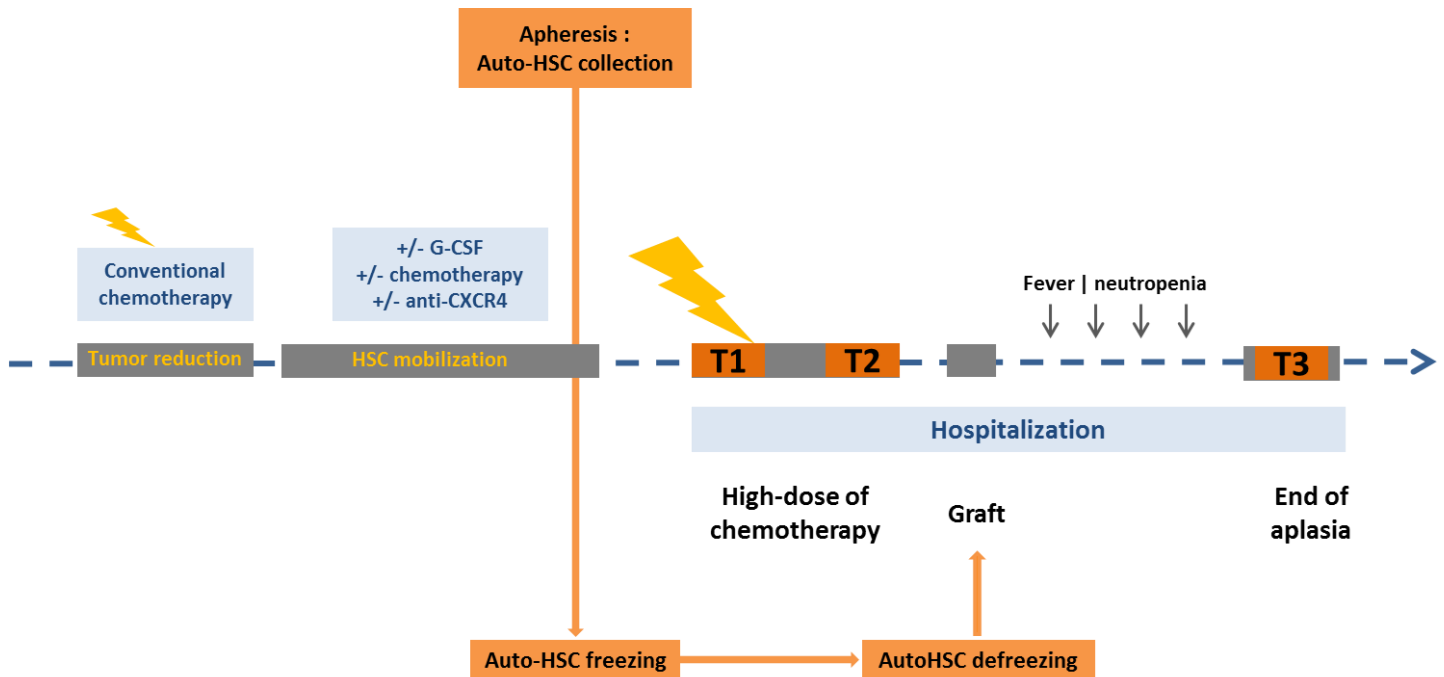 Apheresis :
Auto-HSC collection
Conventional
chemotherapy
+/- G-CSF
+/- chemotherapy
+/- anti-CXCR4
Fever | neutropenia
Tumor reduction
HSC mobilization
T1
T2
T3
Hospitalization
High-dose of
chemotherapy
Graft
End of
aplasia
Auto-HSC freezing
AutoHSC defreezing